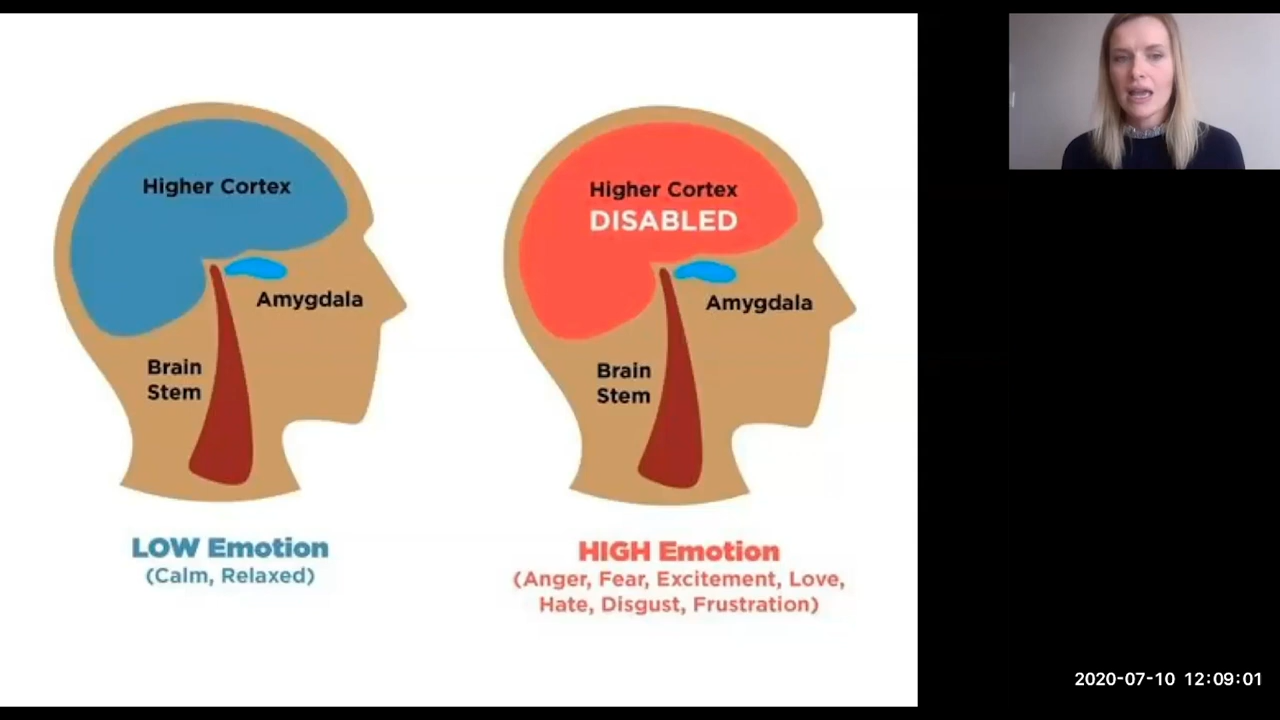 Higher Cortex
Amygdala
Brain
Stem
LOW Emotion
(Calm, Relaxed)
Higher Cortex
DISABLED
Amygdala
Brain
Stem
HIGH Emotion
(Anger, Fear, Excitement, Love,
Hate, Disgust, Frustration)
2020-07-10 12:09:01